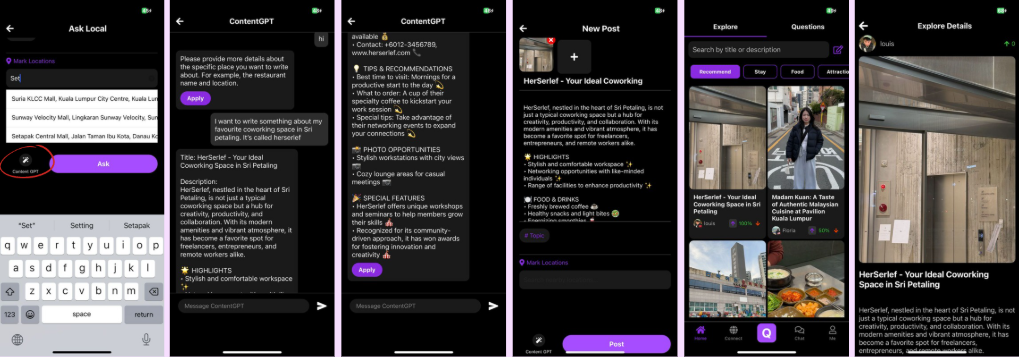 Ask Local
Mark Locations
Set
Suria KLCC Mall, Kuala Lumpur City Centre, Kuala Lum
Sunway Velocity Mall, Lingkaran Sunway Velocity, Sun
Setapak Central Mall, Jalan Taman Ibu Kota, Danau Ko
Content GPT
Ask
"Set"
Setting
Setapak
q w e r t y u i o p
a s d f g h j k l
z x c v b n m
123
space
return
ContentGPT
hi
Please provide more details about
the specific place you want to write
about. For example, the restaurant
name and location.
Apply
I want to write something about my
favourite coworking space in Sri
petaling. It's called herserlef
Title: HerSerlef - Your Ideal
Coworking Space in Sri Petaling
Description:
HerSerlef, nestled in the heart of Sri
Petaling, is not just a typical
coworking space but a hub for
creativity, productivity, and
collaboration. With its modern
amenities and vibrant atmosphere, it
has become a favorite spot for
freelancers, entrepreneurs, and
remote workers alike.
🌟 HIGHLIGHTS
• Stylish and comfortable workspace
✨
Message ContentGPT
ContentGPT
available 💰
• Contact: +6012-3456789,
www.herserlef.com 📞
💡 TIPS & RECOMMENDATIONS
• Best time to visit: Mornings for a
productive start to the day 💫
• What to order: A cup of their
specialty coffee to kickstart your
work session 💫
• Special tips: Take advantage of
their networking events to expand
your connections 💫
📸 PHOTO OPPORTUNITIES
• Stylish workstations with city views
📷
• Cozy lounge areas for casual
meetings 📷
🎉 SPECIAL FEATURES
• HerSerlef offers unique workshops
and seminars to help members grow
their skills 🎪
• Recognized for its community-
driven approach, it has won awards
for fostering innovation and
creativity 🎪
Apply
Message ContentGPT
New Post
HerSerlef - Your Ideal Coworking
HerSerlef, nestled in the heart of Sri Petaling, is not
just a typical coworking space but a hub for
creativity, productivity, and collaboration. With its
modern amenities and vibrant atmosphere, it has
become a favorite spot for freelancers,
entrepreneurs, and remote workers alike.
🌟 HIGHLIGHTS
- Stylish and comfortable workspace ✨
- Networking opportunities with like-minded
individuals ✨
- Range of facilities to enhance productivity ✨
🍽️ FOOD & DRINKS
- Freshly brewed coffee ☕
- Healthy snacks and light bites
# Topic
Mark Locations
Content GPT
Post
Explore
Questions
Search by title or description
Recommend
Stay
Food
Attractio
HerSerlef - Your Ideal
Coworking Space in Sri
Petaling
louis
100%
Madam Kuan: A Taste of
Authentic Malaysian
Cuisine at Pavilion
Kuala Lumpur
Floria
50%
Home
Connect
Q
Chat
Me
Explore Details
louis
0
HerSerlef - Your Ideal Coworking
Space in Sri Petaling
HerSerlef, nestled in the heart of Sri Petaling, is not
just a typical coworking space but a hub for
creativity, productivity, and collaboration. With its
modern amenities and vibrant atmosphere, it has
become a favorite spot for freelancers,
entrepreneurs, and remote workers alike.